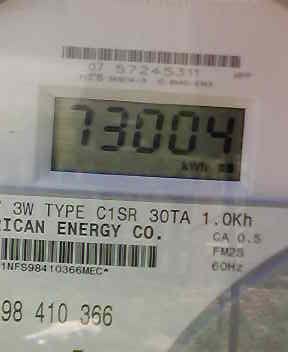 07 57245311
73004
kWh
3W TYPE C1SR 30TA 1.0Kh
RICAN ENERGY CO.
CA 0.5
1NFS98410366MEC*
FM2S
60Hz
98 410 366